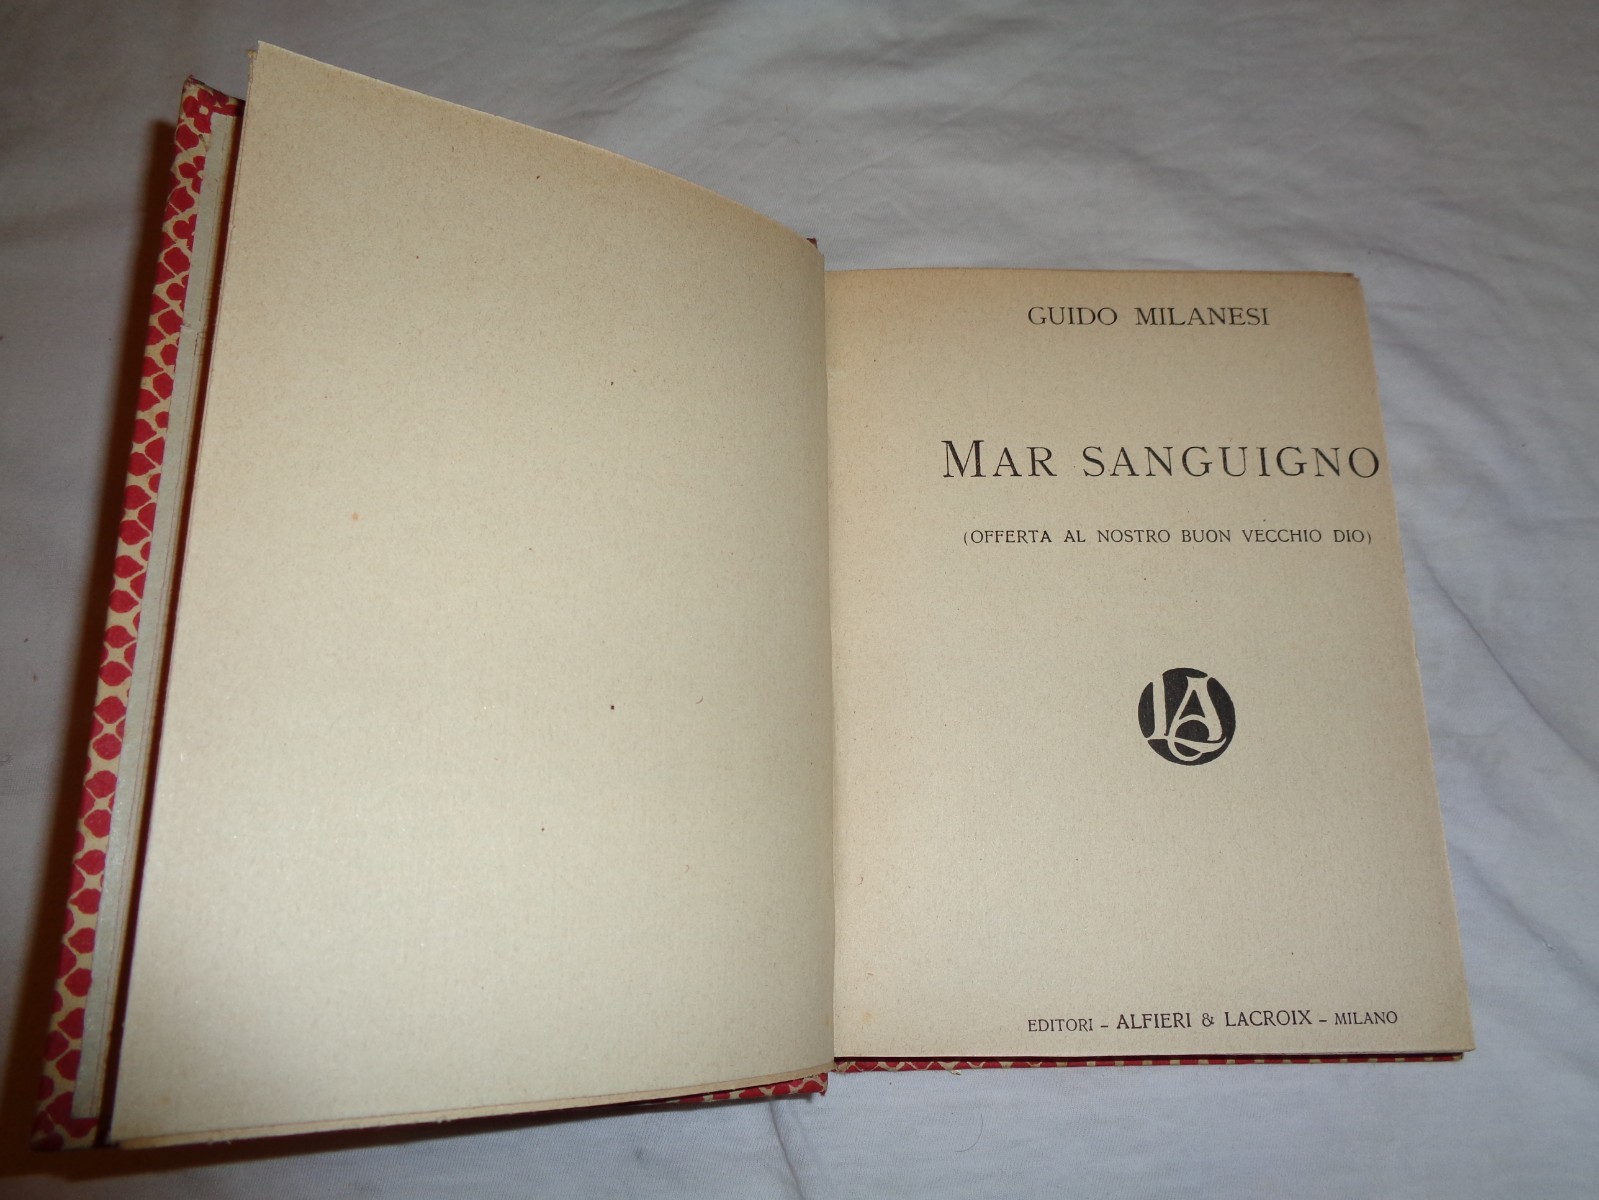 GUIDO MILANESI
MAR SANGUIGNO
(OFFERTA AL NOSTRO BUON VECCHIO DIO)
EDITORI – ALFIERI & LACROIX – MILANO